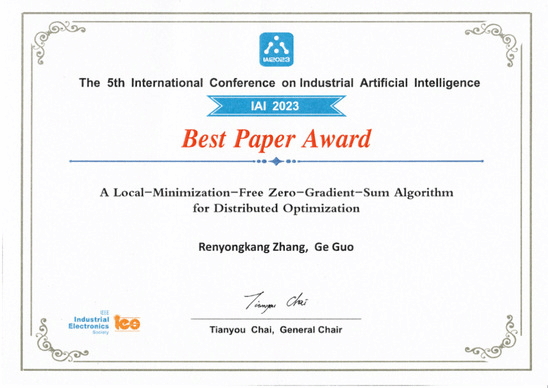 IAI2023
The 5th International Conference on Industrial Artificial Intelligence
IAI 2023
Best Paper Award
A Local-Minimization-Free Zero-Gradient-Sum Algorithm
for Distributed Optimization
Renyongkang Zhang, Ge Guo
Tianyou Chai
IEEE
Industrial
Electronics
Society
ico
Tianyou Chai, General Chair